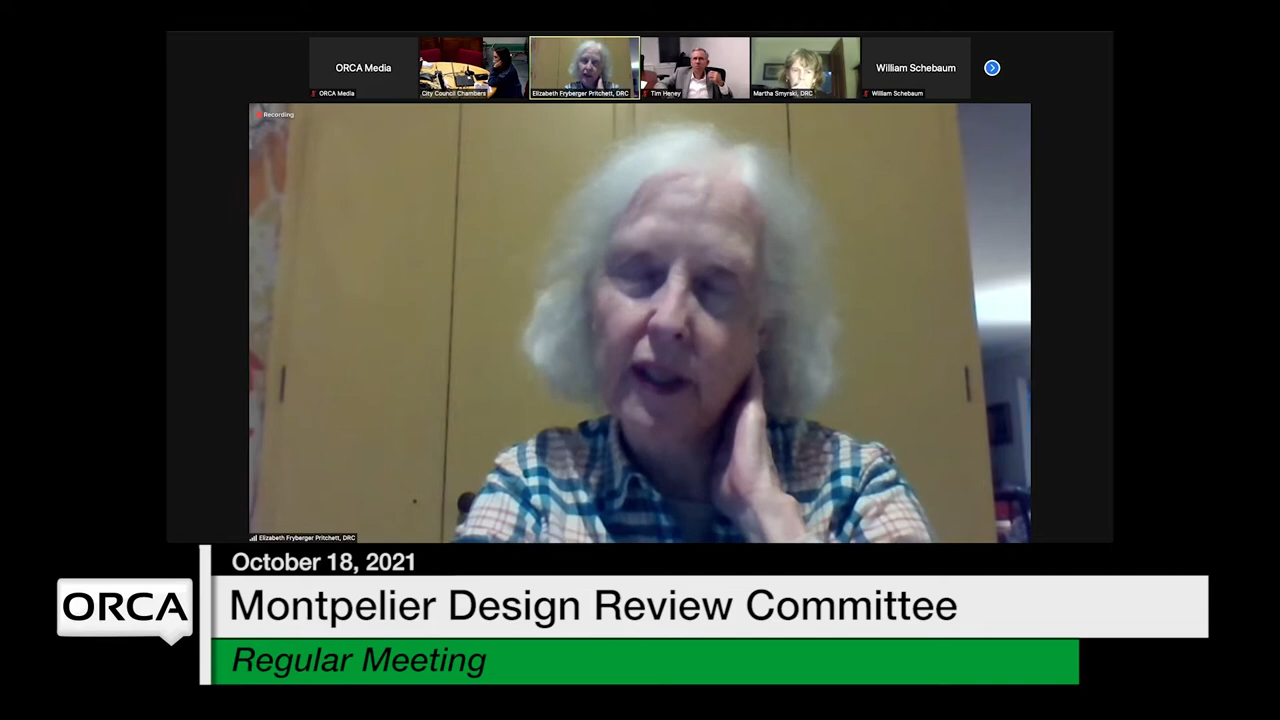 ORCA Media
William Schebaum
ORCA Media
City Council Chambers
Elizabeth Fryberger Pritchett, DRC
Tim Heney
Martha Smyrski, DRC
William Schebaum
Recording
Elizabeth Fryberger Pritchett, DRC
October 18, 2021
ORCA
Montpelier Design Review Committee
Regular Meeting